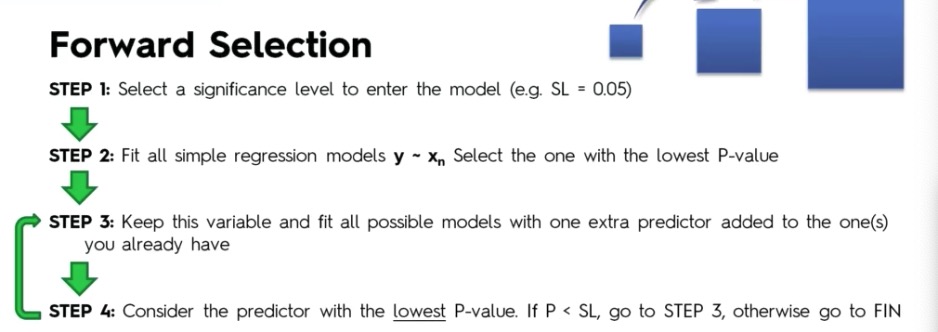 Forward Selection
STEP 1: Select a significance level to enter the model (e.g. SL = 0.05)
STEP 2: Fit all simple regression models y ~ xn Select the one with the lowest P-value
STEP 3: Keep this variable and fit all possible models with one extra predictor added to the one(s)
you already have
STEP 4: Consider the predictor with the lowest P-value. If P < SL, go to STEP 3, otherwise go to FIN